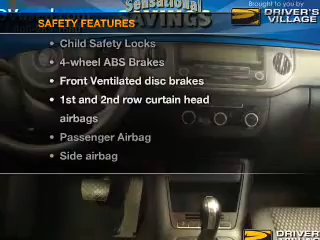 Sensational
SAVINGS
Brought to you by
DRIVER'S
VILLAGE
SAFETY FEATURES
Child Safety Locks
4-wheel ABS Brakes
Front Ventilated disc brakes
1st and 2nd row curtain head
airbags
Passenger Airbag
Side airbag
DRIVER'S